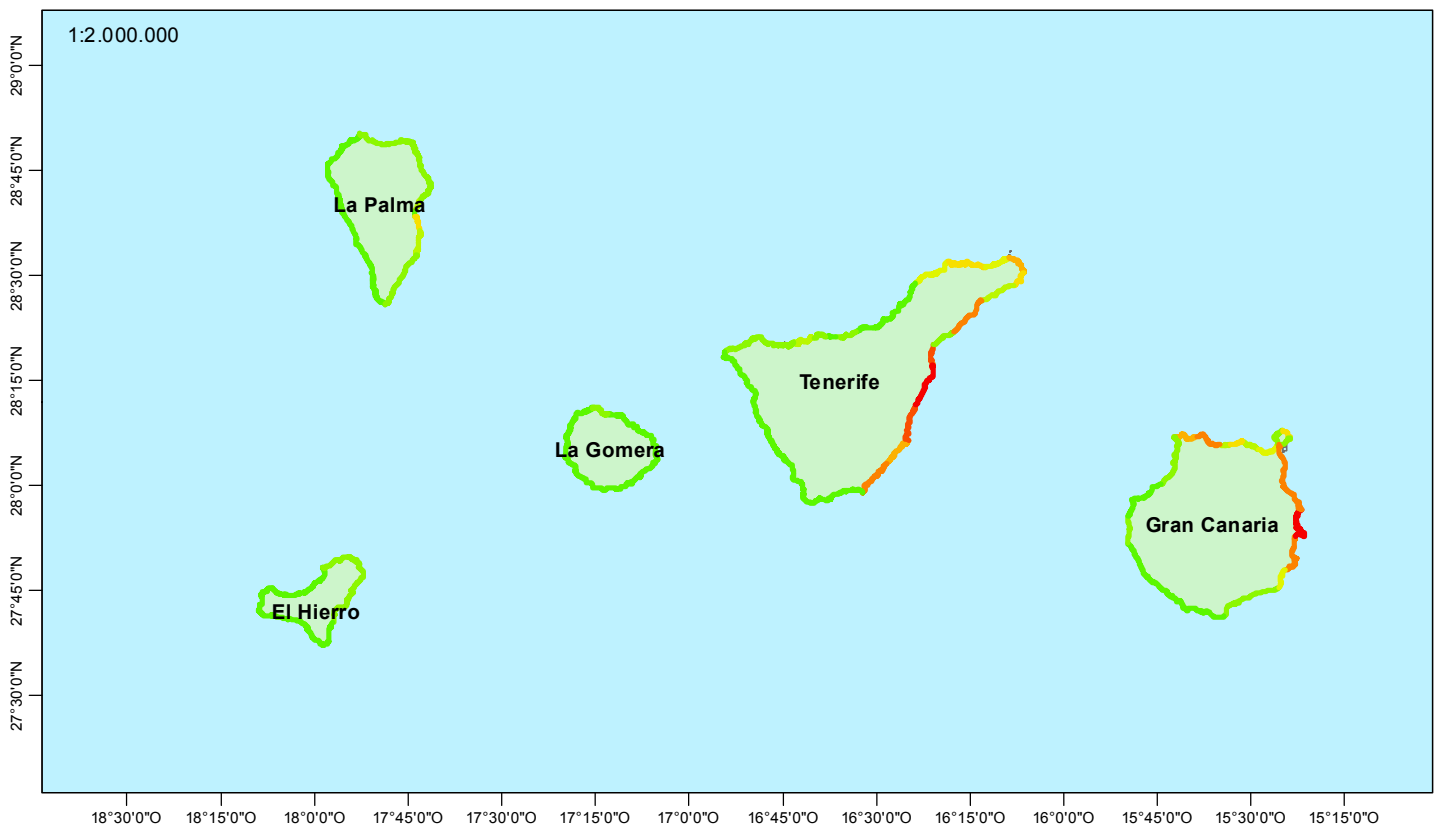 1:2.000.000
29°0'0"N
28°45'0"N
28°30'0"N
28°15'0"N
28°0'0"N
27°45'0"N
27°30'0"N
La Palma
Tenerife
La Gomera
Gran Canaria
El Hierro
18°30'0"O
18°15'0"O
18°0'0"O
17°45'0"O
17°30'0"O
17°15'0"O
17°0'0"O
16°45'0"O
16°30'0"O
16°15'0"O
16°0'0"O
15°45'0"O
15°30'0"O
15°15'0"O